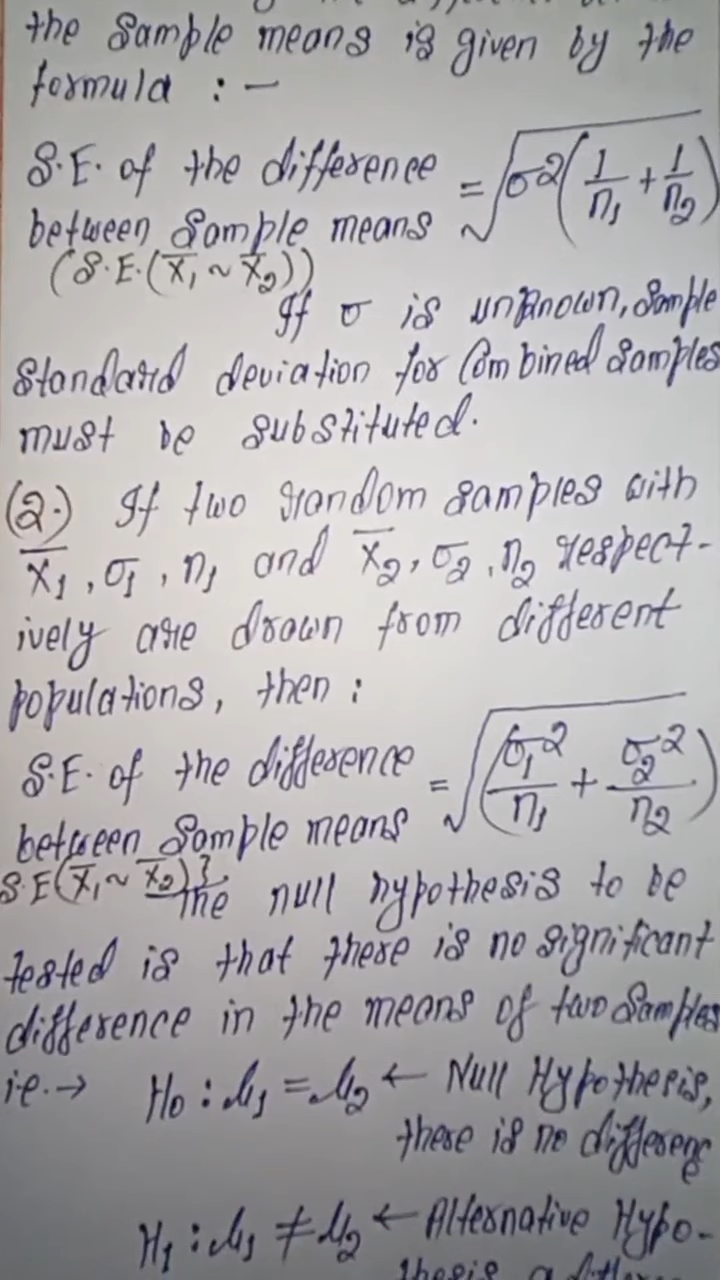 the sample means is given by the
formula : —
S.E. of the difference
between sample means = √σ²(1/n₁ + 1/n₂)
(S.E.(X̄₁ ~ X̄₂))
If σ is unknown, sample
standard deviation for combined samples
must be substituted.
(2.) If two random samples with
X̄₁, σ₁, n₁ and X̄₂, σ₂, n₂ respect-
ively are drawn from different
populations, then :
S.E. of the difference
between sample means = √(σ₁²/n₁ + σ₂²/n₂)
S.E(X̄₁ ~ X̄₂)}
The null hypothesis to be
tested is that there is no significant
difference in the means of two samples
i.e. → H₀ : μ₁ = μ₂ ← Null Hypothesis,
there is no differenc
H₁ : μ₁ ≠ μ₂ ← Alternative Hypo-
thesis a